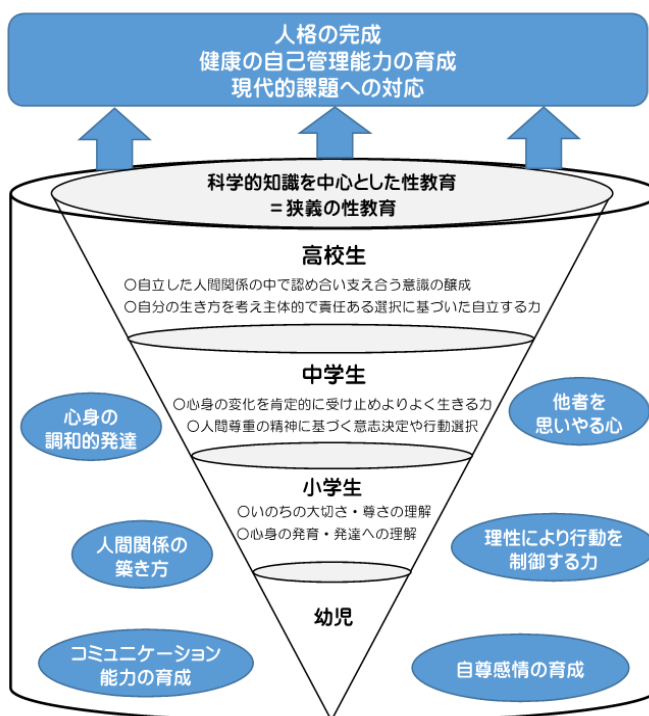 人格の完成
健康の自己管理能力の育成
現代的課題への対応
科学的知識を中心とした性教育
＝狭義の性教育
高校生
○自立した人間関係の中で認め合い支え合う意識の醸成
○自分の生き方を考え主体的で責任ある選択に基づいた自立する力
中学生
○心身の変化を肯定的に受け止めよりよく生きる力
○人間尊重の精神に基づく意志決定や行動選択
心身の
調和的発達
他者を
思いやる心
小学生
○いのちの大切さ・尊さの理解
○心身の発育・発達への理解
人間関係の
築き方
理性により行動を
制御する力
幼児
コミュニケーション
能力の育成
自尊感情の育成